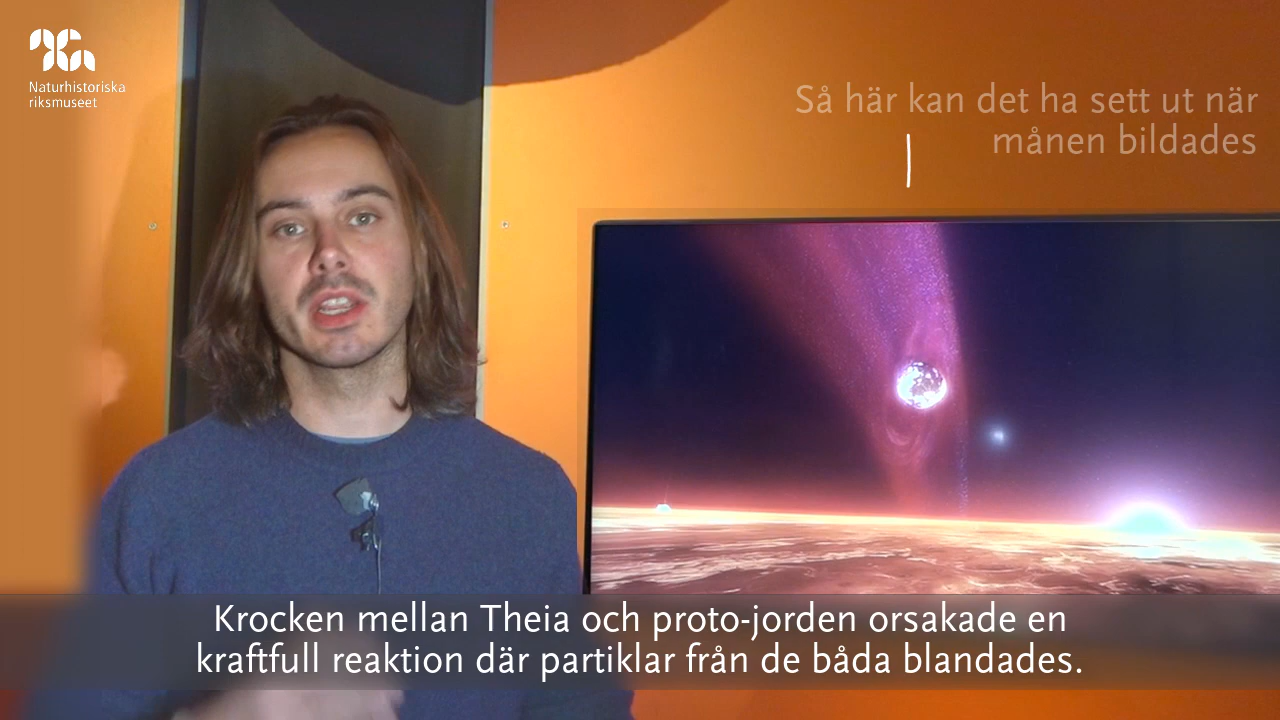 Naturhistoriska
riksmuseet
Så här kan det ha sett ut när
månen bildades
Krocken mellan Theia och proto-jorden orsakade en
kraftfull reaktion där partiklar från de båda blandades.